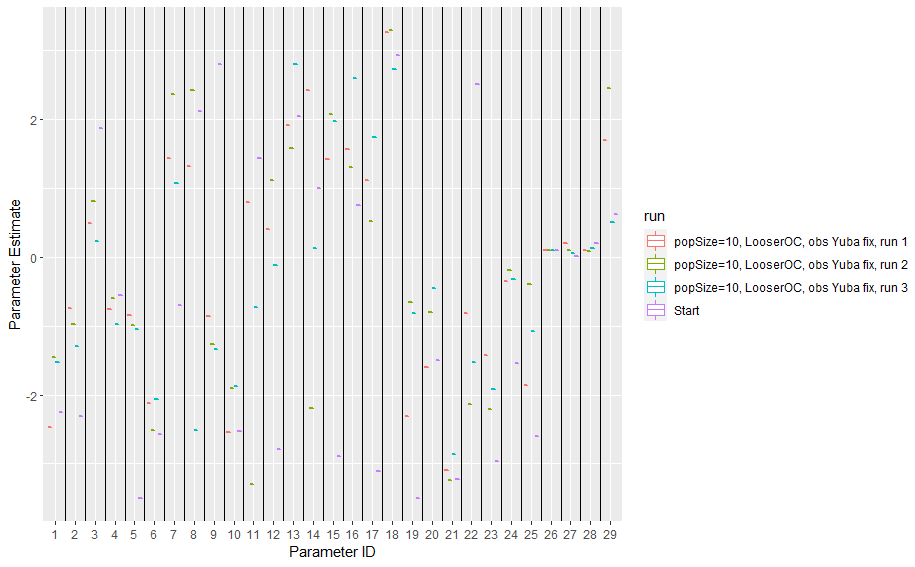 2
0
-2
Parameter Estimate
1 2 3 4 5 6 7 8 9 10 11 12 13 14 15 16 17 18 19 20 21 22 23 24 25 26 27 28 29
Parameter ID
run
popSize=10, LooserOC, obs Yuba fix, run 1
popSize=10, LooserOC, obs Yuba fix, run 2
popSize=10, LooserOC, obs Yuba fix, run 3
Start